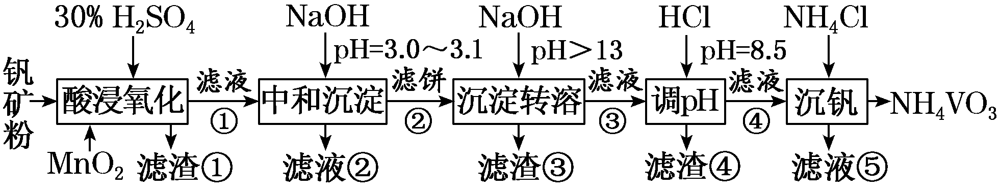 30% H₂SO₄ NaOH NaOH HCl NH₄Cl
pH=3.0～3.1 pH＞13 pH=8.5
钒矿粉 酸浸氧化 滤液① 中和沉淀 滤饼② 沉淀转溶 滤液③ 调pH 滤液④ 沉钒 NH₄VO₃
MnO₂ 滤渣① 滤液② 滤渣③ 滤渣④ 滤液⑤